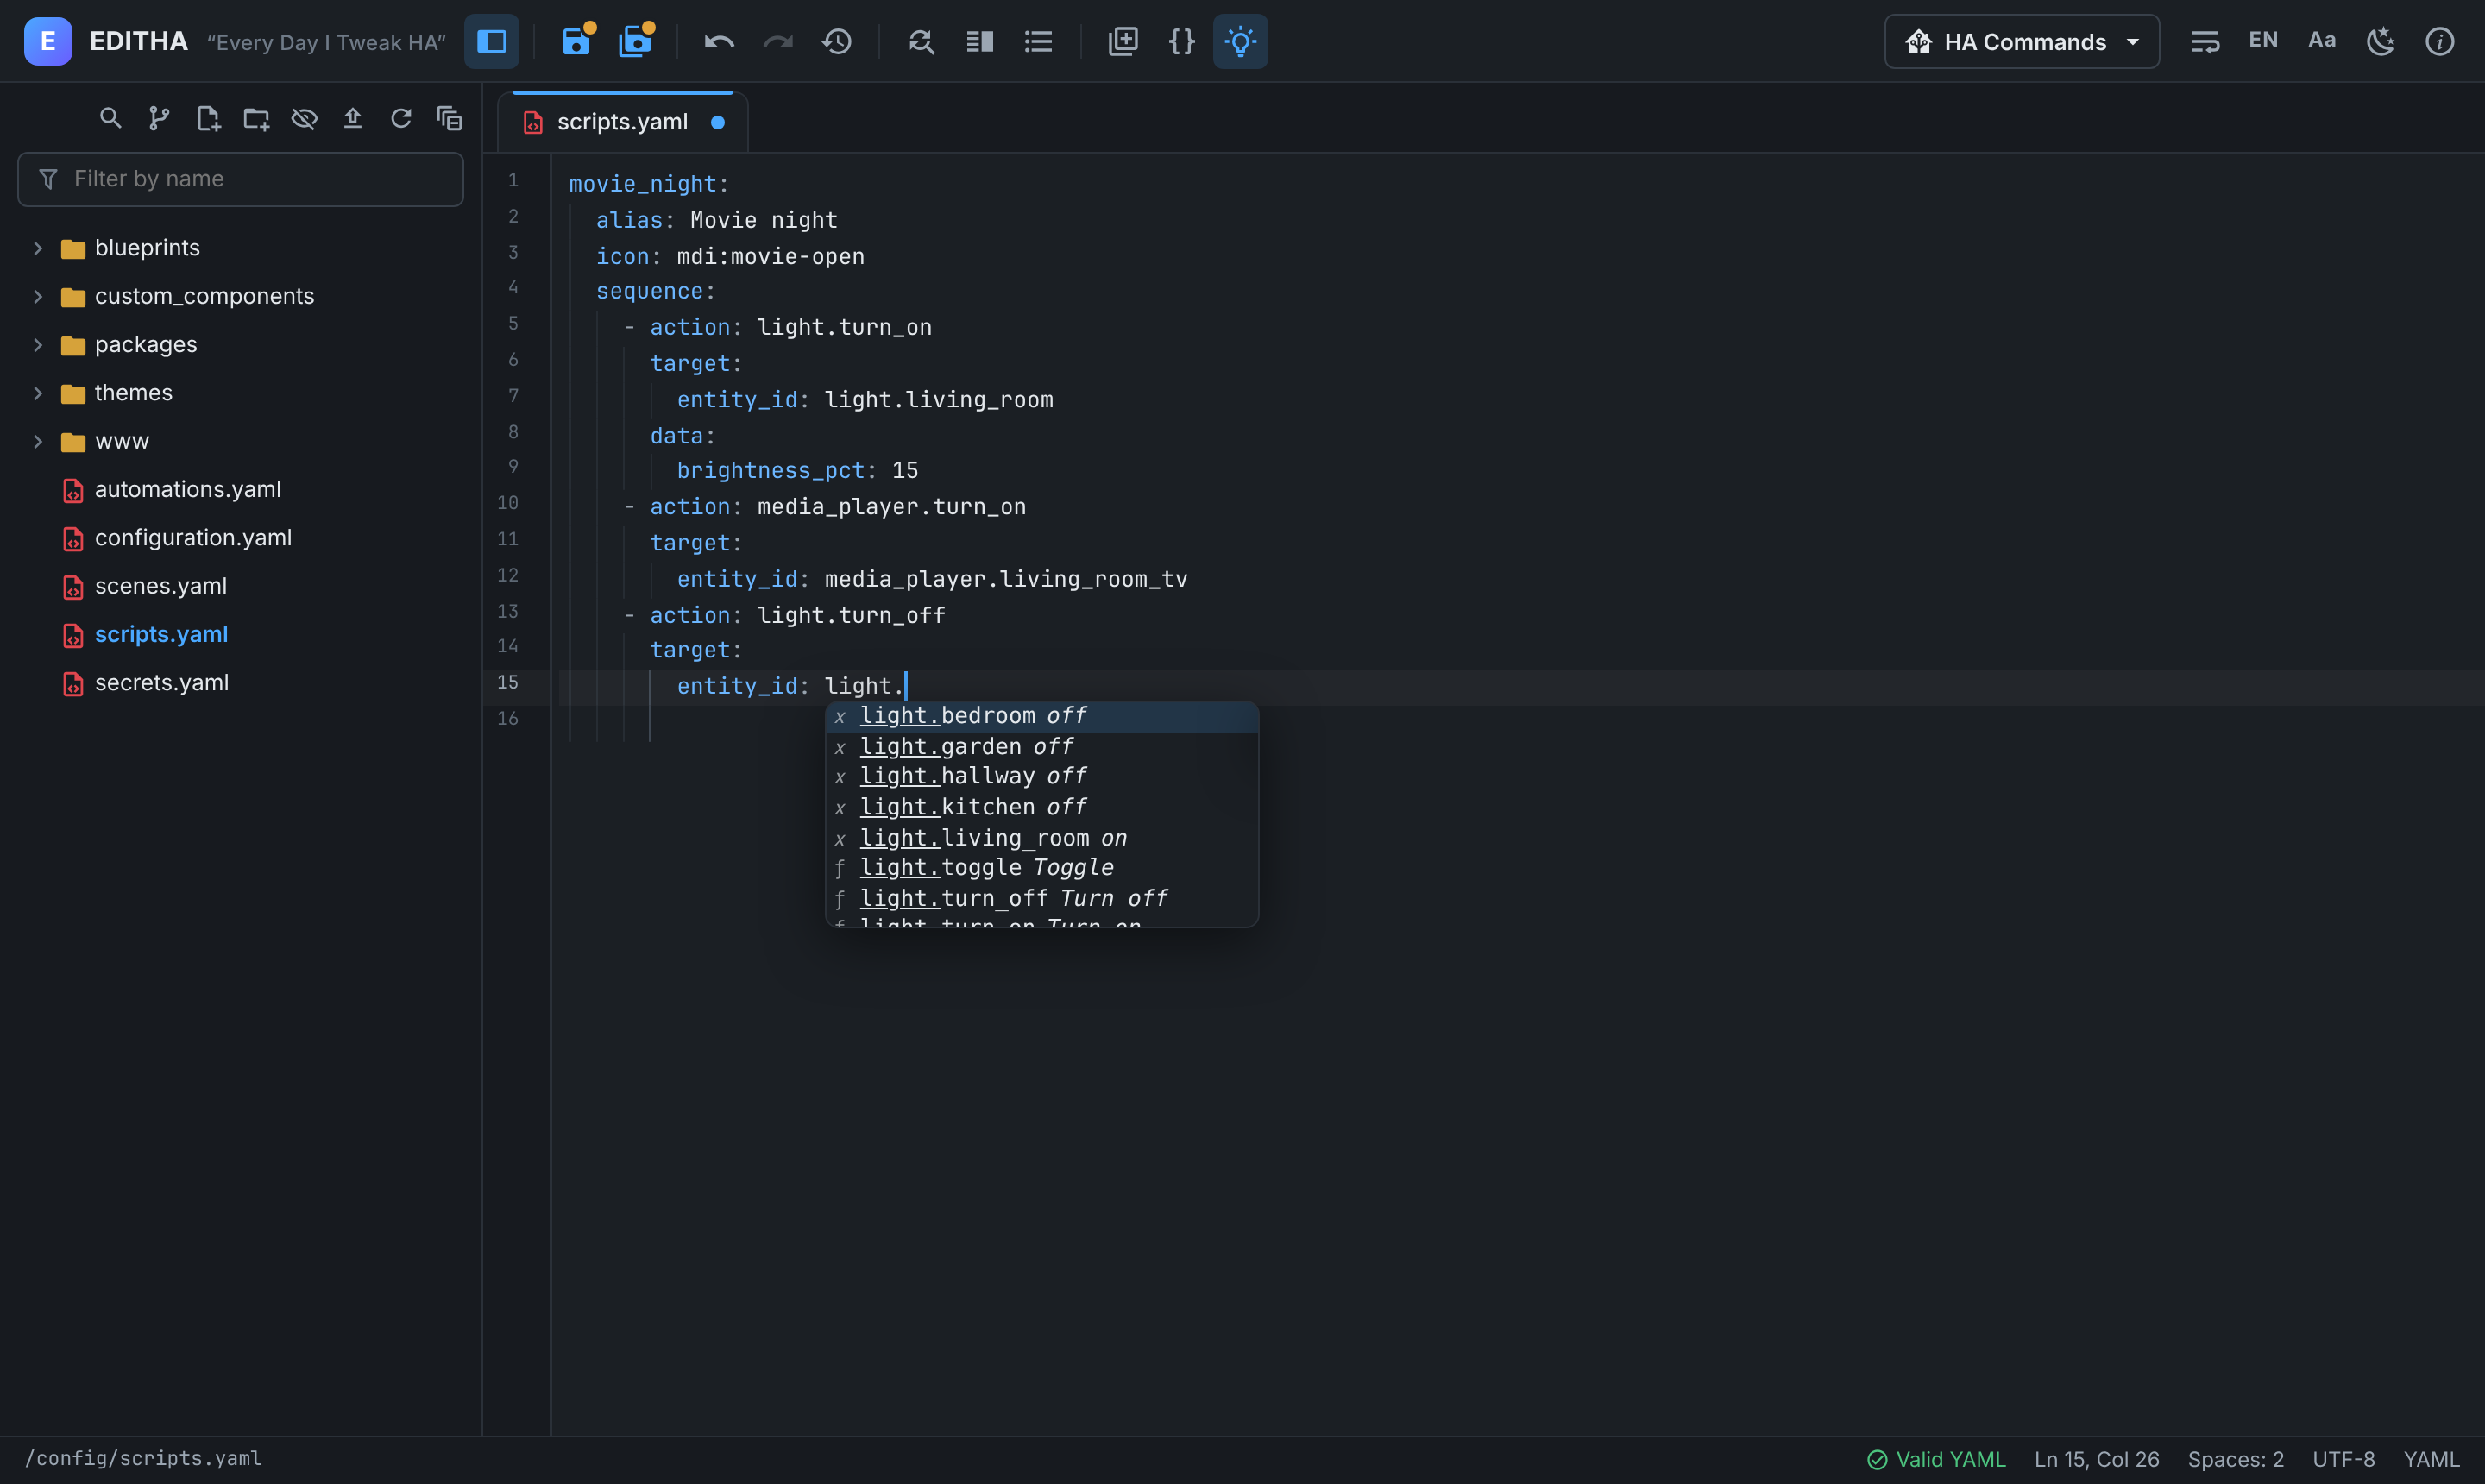 E EDITHA “Every Day I Tweak HA” HA Commands EN Aa
Filter by name
blueprints
custom_components
packages
themes
www
automations.yaml
configuration.yaml
scenes.yaml
scripts.yaml
secrets.yaml
scripts.yaml
1 movie_night:
2 alias: Movie night
3 icon: mdi:movie-open
4 sequence:
5 - action: light.turn_on
6 target:
7 entity_id: light.living_room
8 data:
9 brightness_pct: 15
10 - action: media_player.turn_on
11 target:
12 entity_id: media_player.living_room_tv
13 - action: light.turn_off
14 target:
15 entity_id: light.
16
x light.bedroom off
x light.garden off
x light.hallway off
x light.kitchen off
x light.living_room on
ƒ light.toggle Toggle
ƒ light.turn_off Turn off
ƒ light.turn_on Turn on
/config/scripts.yaml Valid YAML Ln 15, Col 26 Spaces: 2 UTF-8 YAML